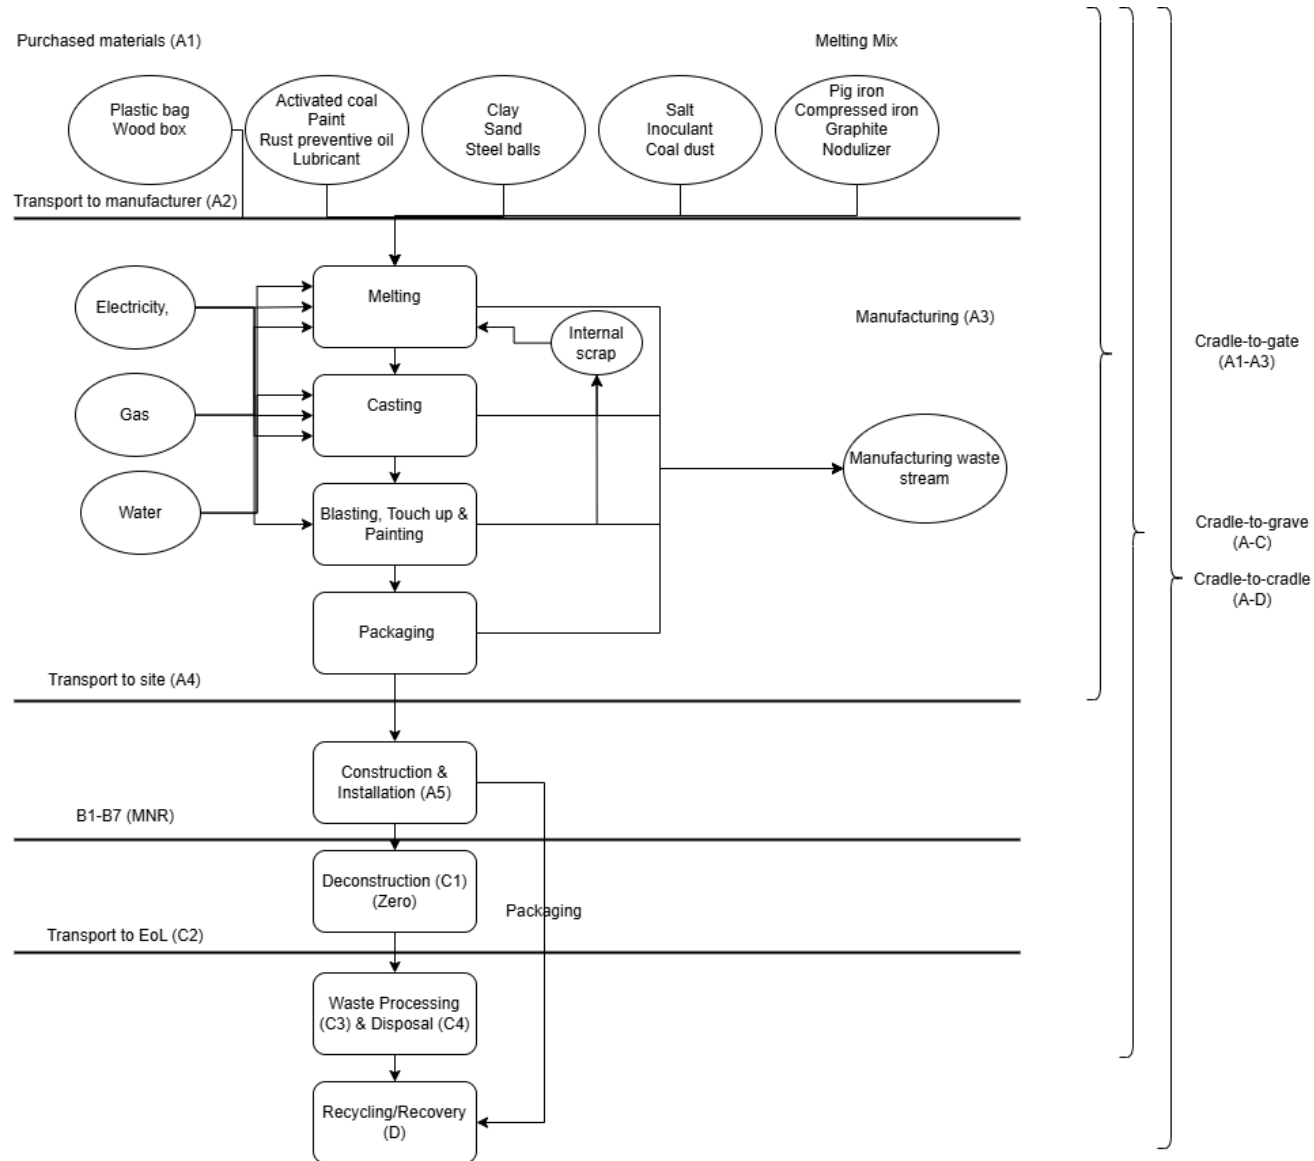 Purchased materials (A1)
Melting Mix
Plastic bag
Wood box
Activated coal
Paint
Rust preventive oil
Lubricant
Clay
Sand
Steel balls
Salt
Inoculant
Coal dust
Pig iron
Compressed iron
Graphite
Nodulizer
Transport to manufacturer (A2)
Electricity,
Melting
Internal
scrap
Manufacturing (A3)
Cradle-to-gate
(A1-A3)
Gas
Casting
Manufacturing waste
stream
Water
Blasting, Touch up &
Painting
Cradle-to-grave
(A-C)
Cradle-to-cradle
(A-D)
Packaging
Transport to site (A4)
Construction &
Installation (A5)
B1-B7 (MNR)
Deconstruction (C1)
(Zero)
Packaging
Transport to EoL (C2)
Waste Processing
(C3) & Disposal (C4)
Recycling/Recovery
(D)